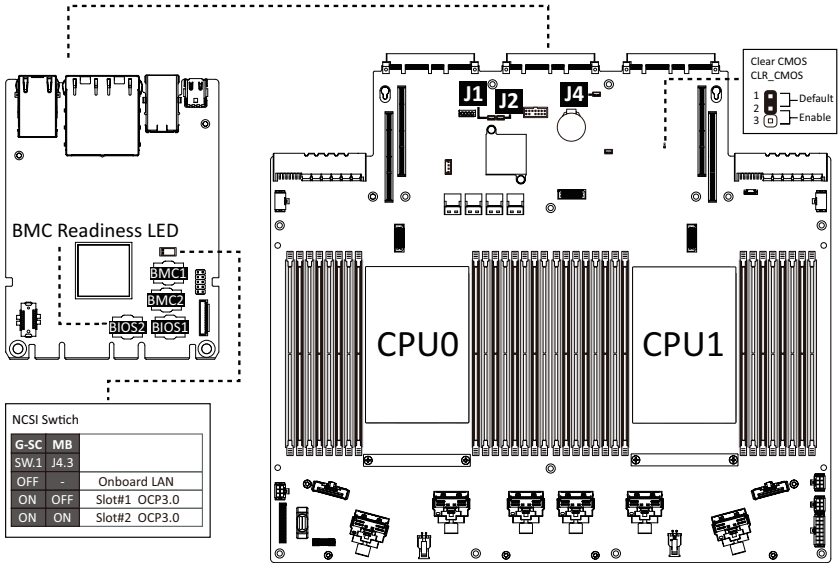 J1
J2
J4
Clear CMOS
CLR_CMOS
1
2
3
Default
Enable
BMC Readiness LED
BMC1
BMC2
BIOS2 BIOS1
CPU0
CPU1
NCSI Swtich
G-SC MB
SW.1 J4.3
OFF - Onboard LAN
ON OFF Slot#1 OCP3.0
ON ON Slot#2 OCP3.0